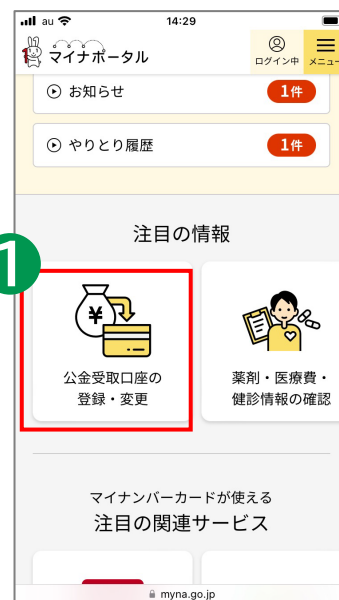 au 14:29
マイナポータル
ログイン中 メニュー
お知らせ 1件
やりとり履歴 1件
注目の情報
1
¥
公金受取口座の
登録・変更
薬剤・医療費・
健診情報の確認
マイナンバーカードが使える
注目の関連サービス
myna.go.jp